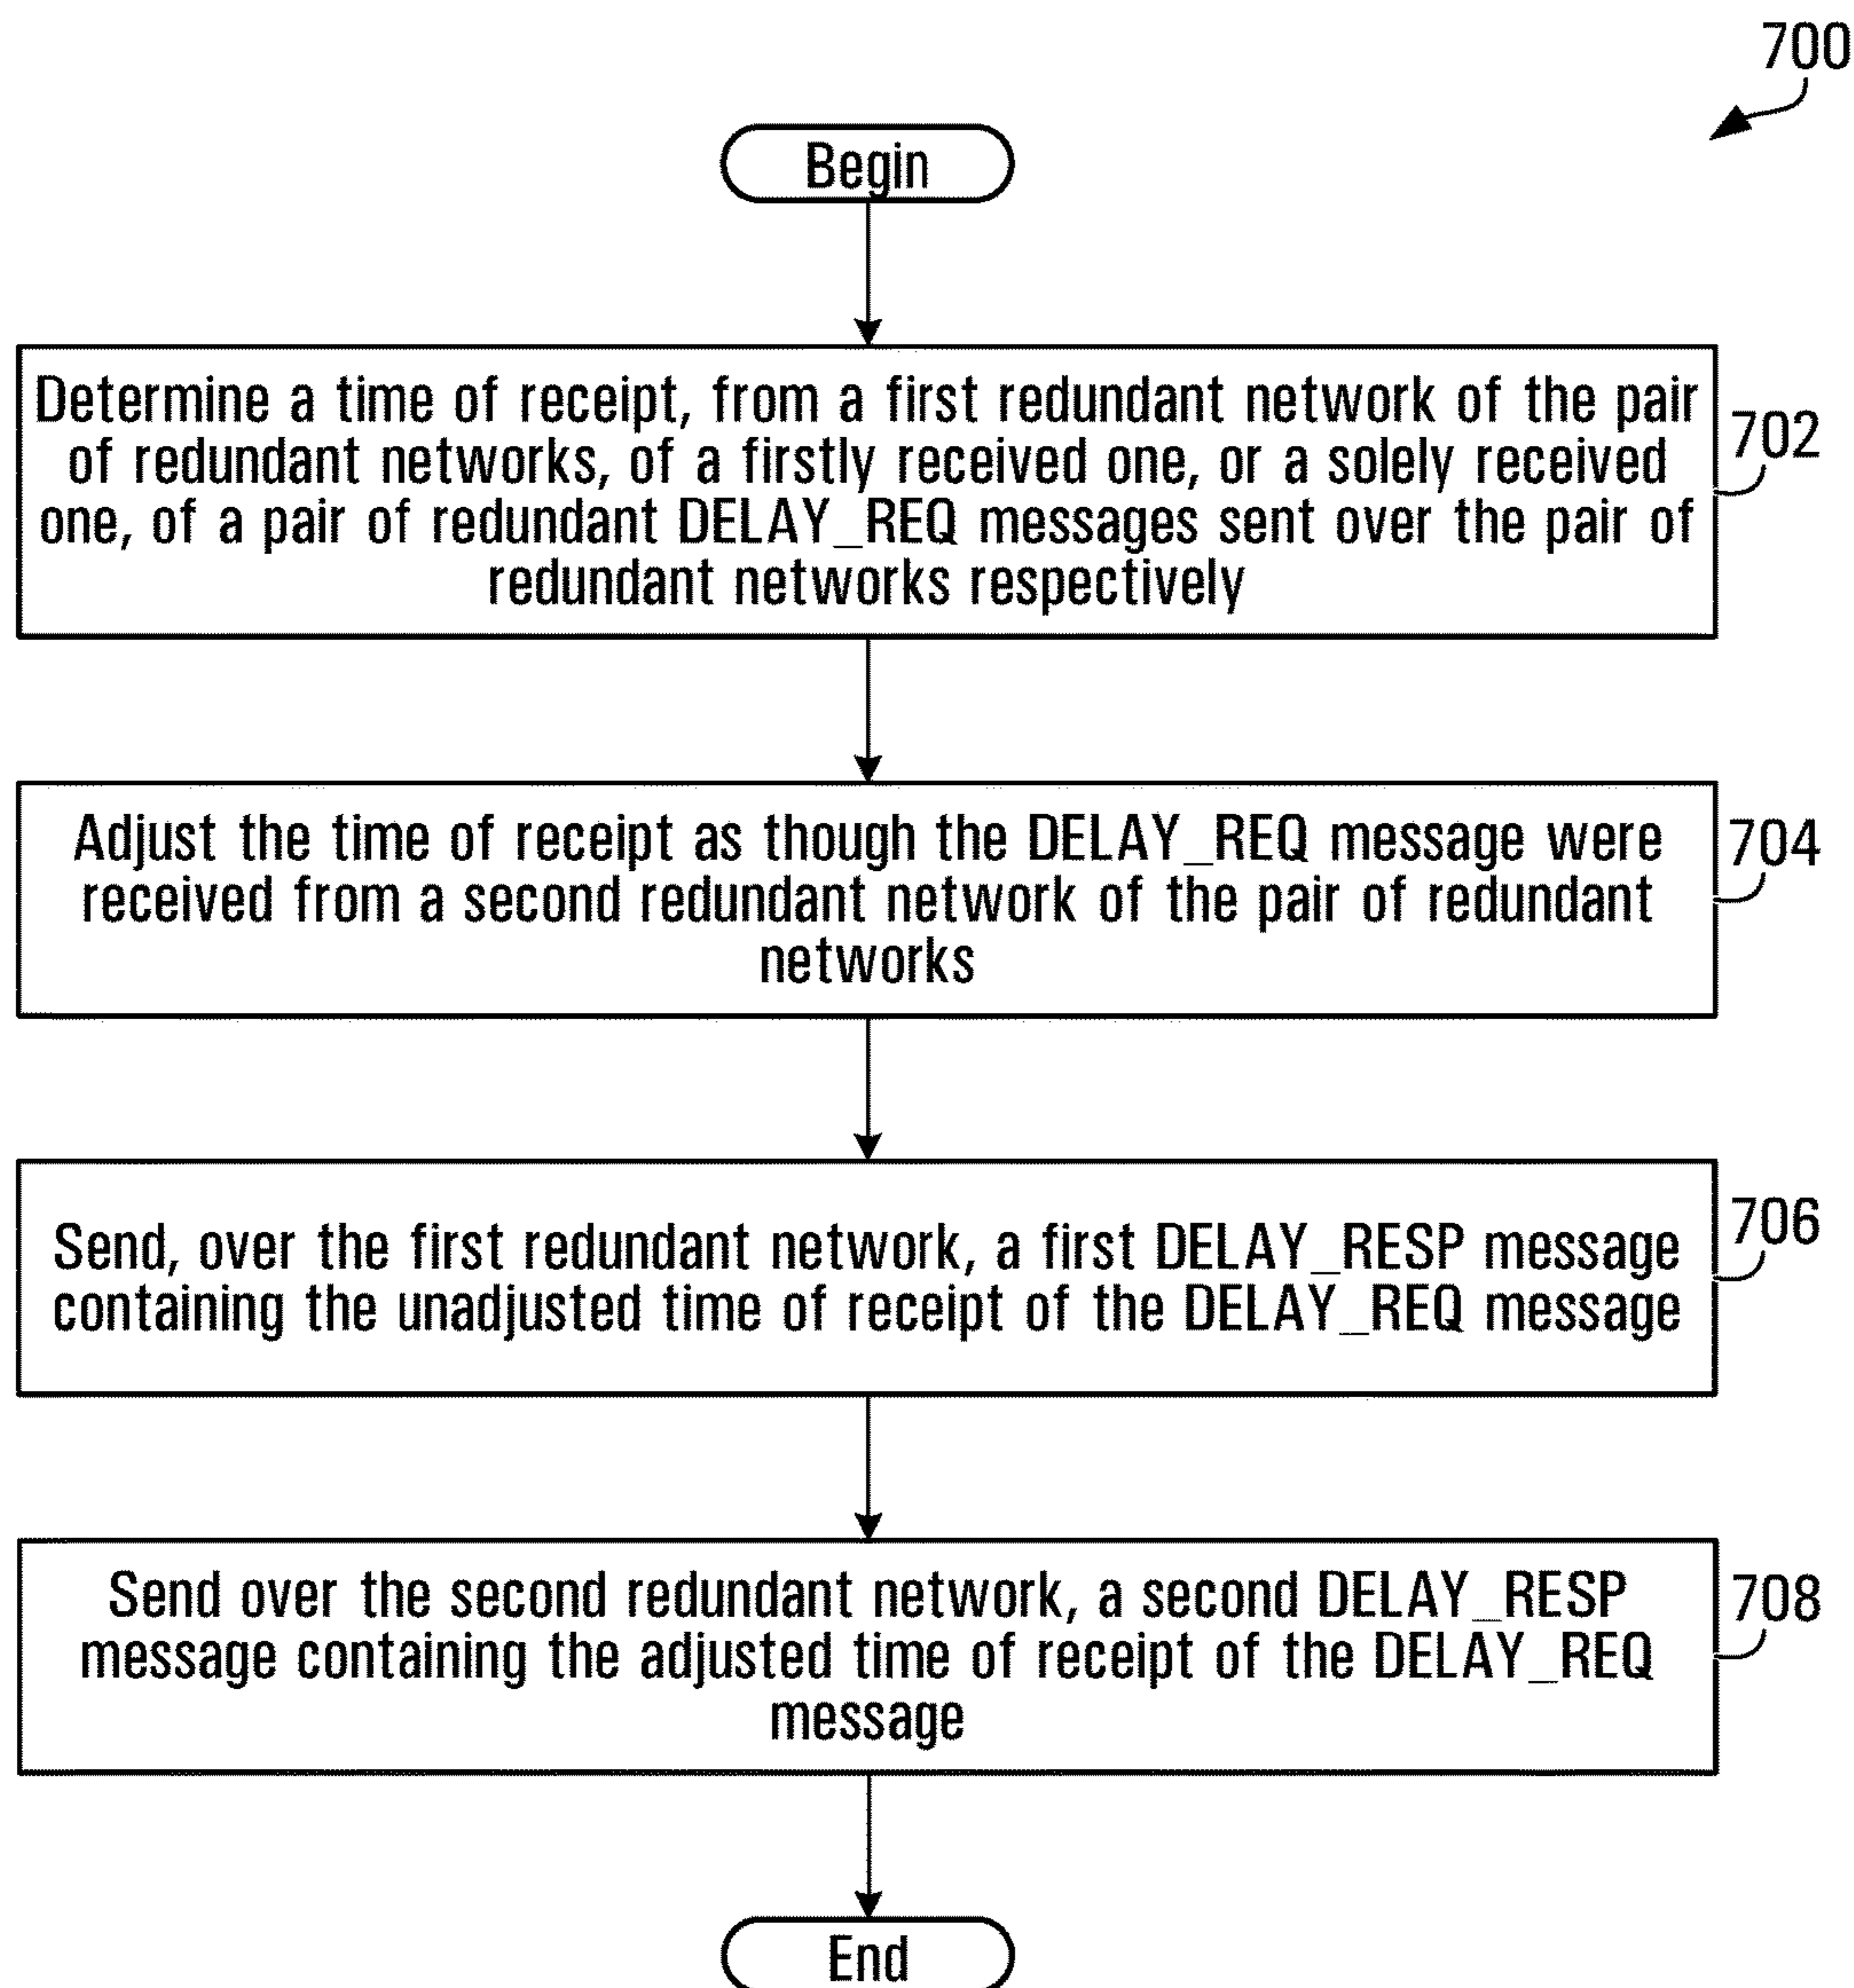 700
Begin
Determine a time of receipt, from a first redundant network of the pair
of redundant networks, of a firstly received one, or a solely received
one, of a pair of redundant DELAY_REQ messages sent over the pair of
redundant networks respectively
702
Adjust the time of receipt as though the DELAY_REQ message were
received from a second redundant network of the pair of redundant
networks
704
Send, over the first redundant network, a first DELAY_RESP message
containing the unadjusted time of receipt of the DELAY_REQ message
706
Send over the second redundant network, a second DELAY_RESP
message containing the adjusted time of receipt of the DELAY_REQ
message
708
End